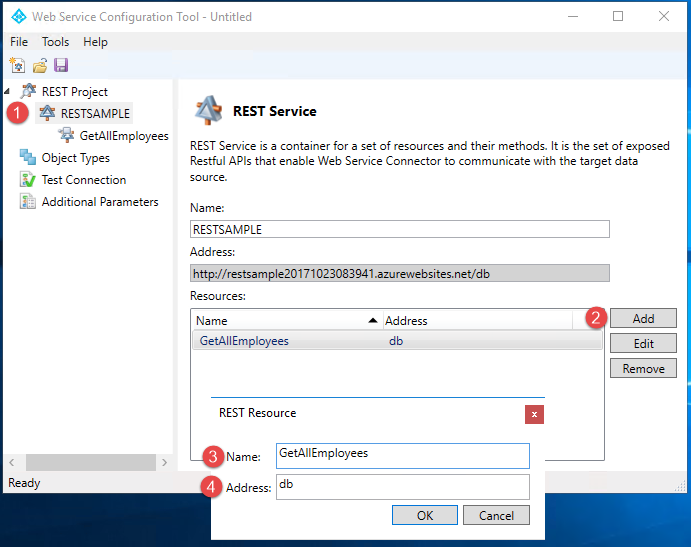 Web Service Configuration Tool - Untitled
File Tools Help
REST Project
1 RESTSAMPLE
GetAllEmployees
Object Types
Test Connection
Additional Parameters
REST Service
REST Service is a container for a set of resources and their methods. It is the set of exposed
Restful APIs that enable Web Service Connector to communicate with the target data
source.
Name:
RESTSAMPLE
Address:
http://restsample20171023083941.azurewebsites.net/db
Resources:
Name Address
GetAllEmployees db
2 Add
Edit
Remove
REST Resource
x
3 Name: GetAllEmployees
4 Address: db
OK Cancel
Ready